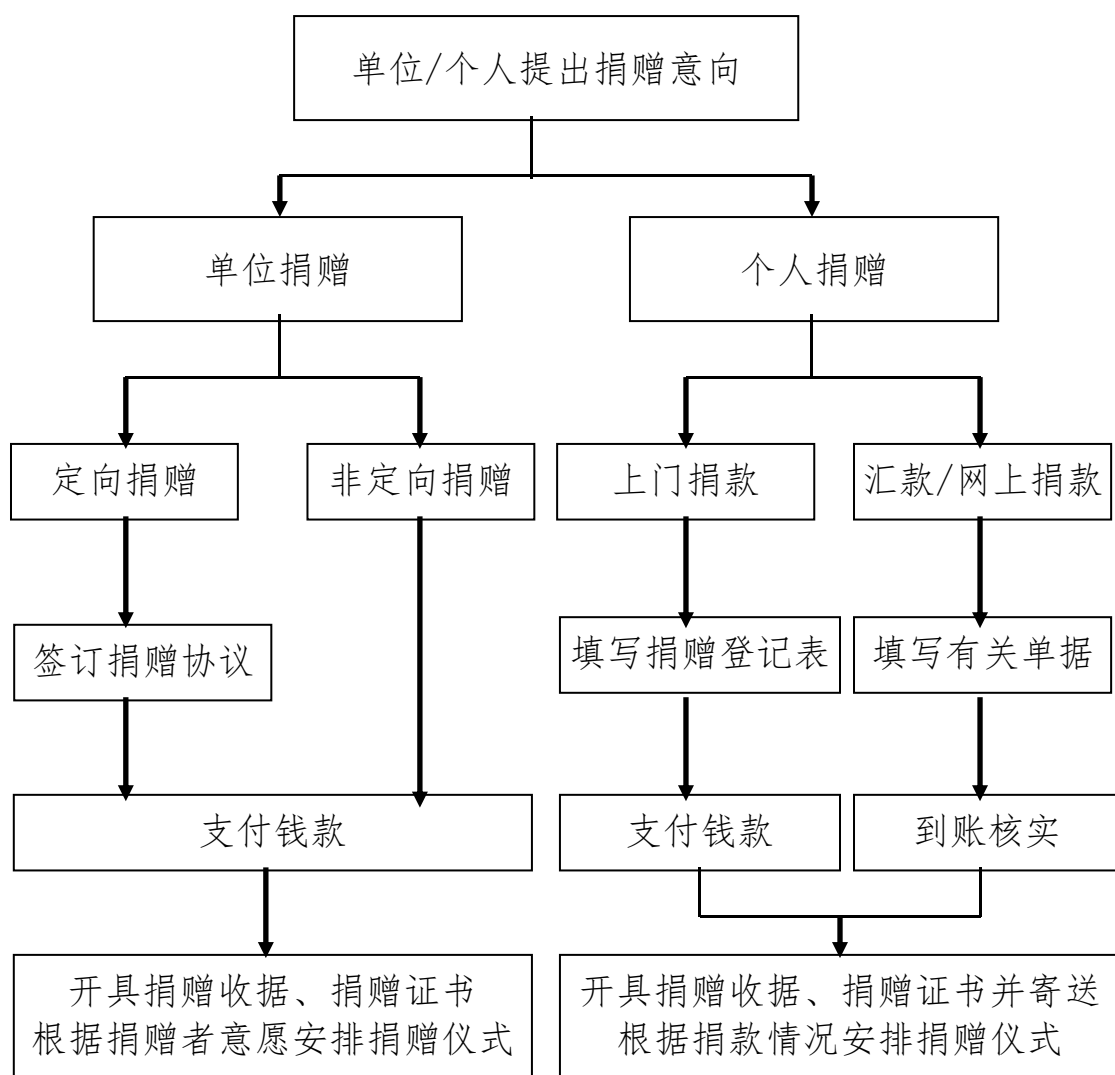 单位/个人提出捐赠意向
单位捐赠
个人捐赠
定向捐赠
非定向捐赠
上门捐款
汇款/网上捐款
签订捐赠协议
填写捐赠登记表
填写有关单据
支付钱款
支付钱款
到账核实
开具捐赠收据、捐赠证书
根据捐赠者意愿安排捐赠仪式
开具捐赠收据、捐赠证书并寄送
根据捐款情况安排捐赠仪式